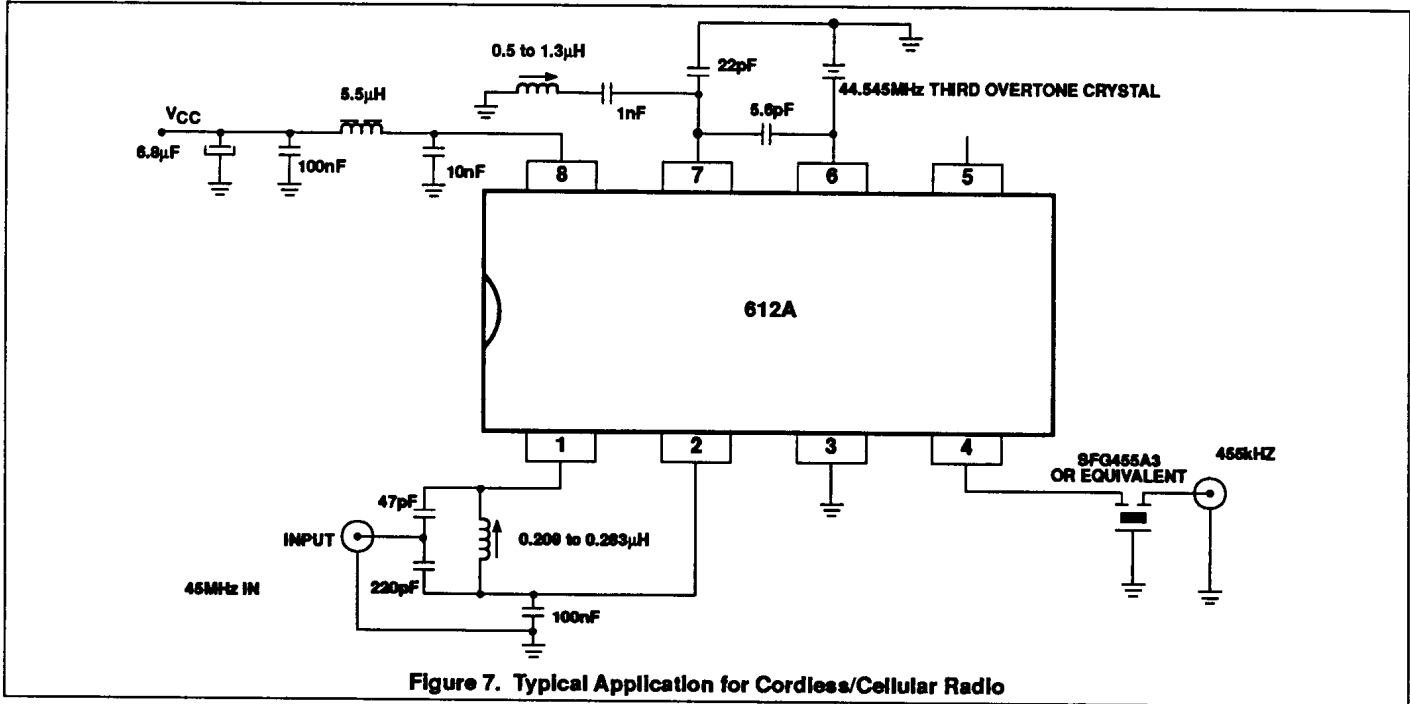 0.5 to 1.3μH
22pF
44.545MHz THIRD OVERTONE CRYSTAL
5.5μH
1nF
5.6pF
VCC
6.8μF
100nF
10nF
8
7
6
5
612A
1
2
3
4
SFG455A3
OR EQUIVALENT
455kHZ
47pF
INPUT
0.209 to 0.283μH
220pF
45MHz IN
100nF
Figure 7. Typical Application for Cordless/Cellular Radio